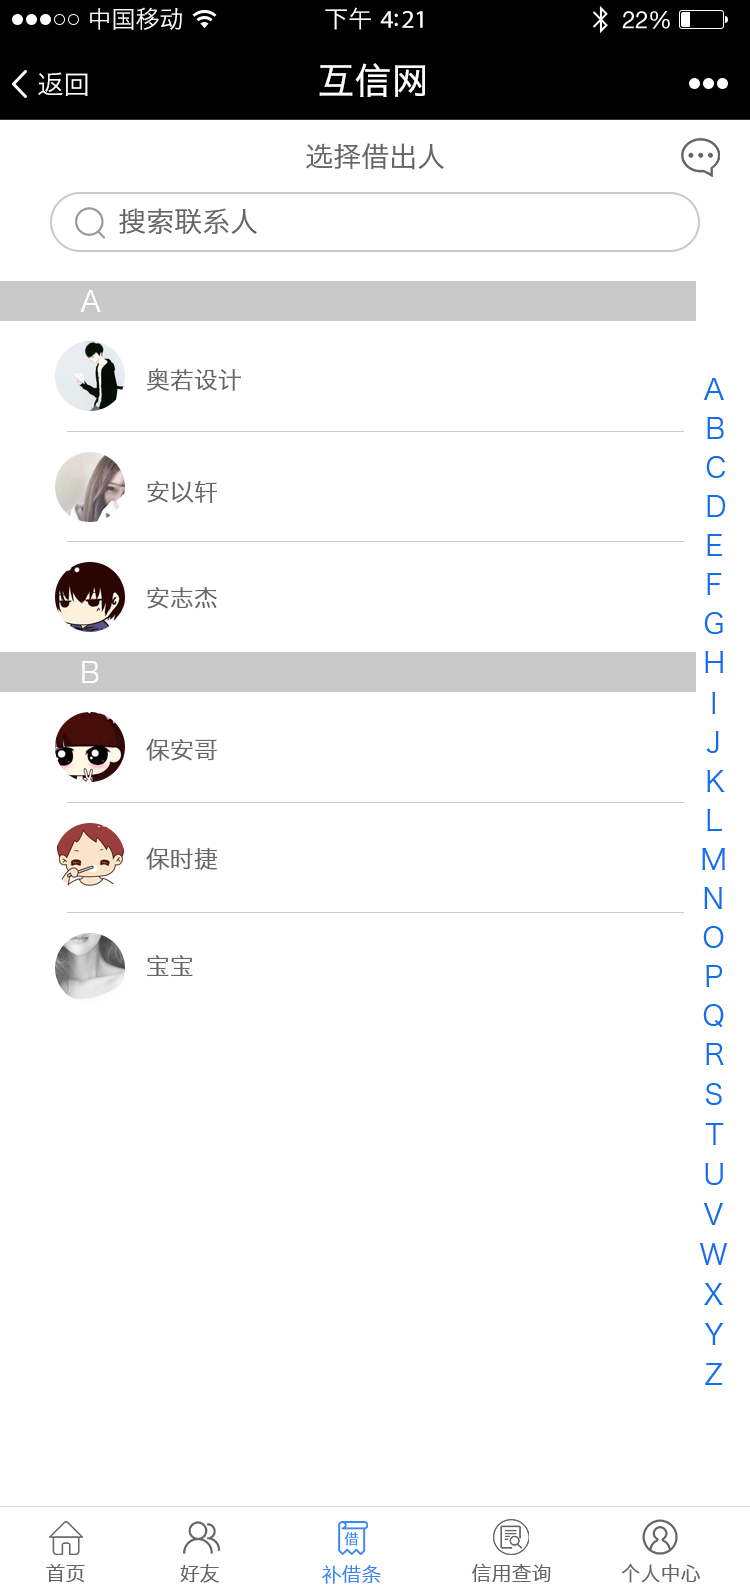 中国移动 下午 4:21 22%
返回 互信网
选择借出人
搜索联系人
A
奥若设计
安以轩
安志杰
B
保安哥
保时捷
宝宝
A
B
C
D
E
F
G
H
I
J
K
L
M
N
O
P
Q
R
S
T
U
V
W
X
Y
Z
借
首页 好友 补借条 信用查询 个人中心